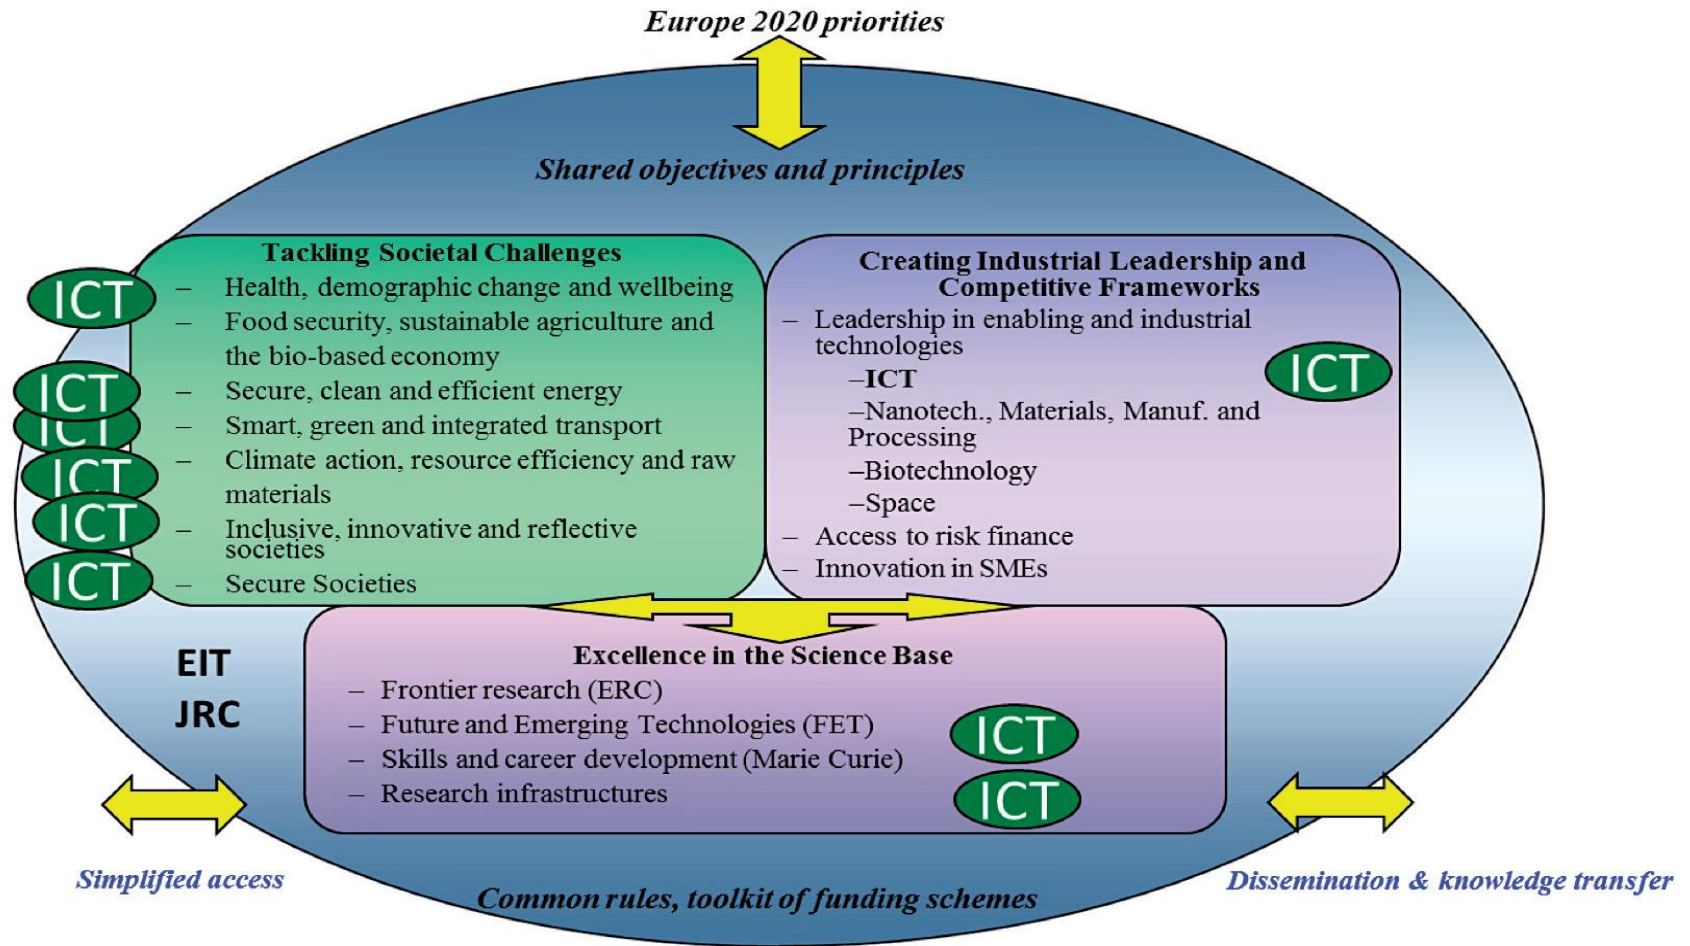 Europe 2020 priorities
Shared objectives and principles
Tackling Societal Challenges
ICT
– Health, demographic change and wellbeing
– Food security, sustainable agriculture and
the bio-based economy
ICT
– Secure, clean and efficient energy
ICT
– Smart, green and integrated transport
ICT
– Climate action, resource efficiency and raw
materials
ICT
– Inclusive, innovative and reflective
societies
ICT
– Secure Societies
Creating Industrial Leadership and
Competitive Frameworks
– Leadership in enabling and industrial
technologies
ICT
–ICT
–Nanotech., Materials, Manuf. and
Processing
–Biotechnology
–Space
– Access to risk finance
– Innovation in SMEs
EIT
JRC
Excellence in the Science Base
– Frontier research (ERC)
– Future and Emerging Technologies (FET)
ICT
– Skills and career development (Marie Curie)
– Research infrastructures
ICT
Simplified access
Common rules, toolkit of funding schemes
Dissemination & knowledge transfer